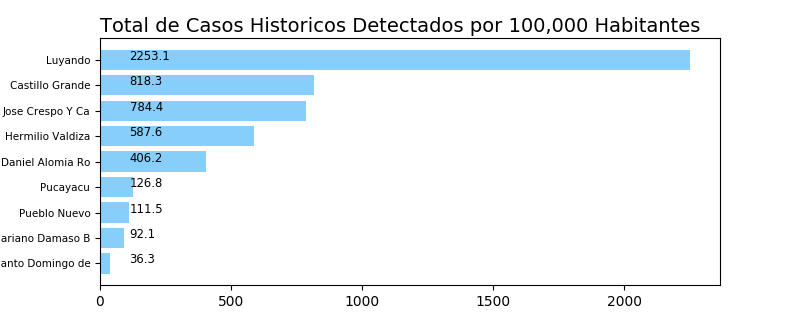 Total de Casos Historicos Detectados por 100,000 Habitantes
Luyando 2253.1
Castillo Grande 818.3
Jose Crespo Y Ca 784.4
Hermilio Valdiza 587.6
Daniel Alomia Ro 406.2
Pucayacu 126.8
Pueblo Nuevo 111.5
ariano Damaso B 92.1
anto Domingo de 36.3
0 500 1000 1500 2000